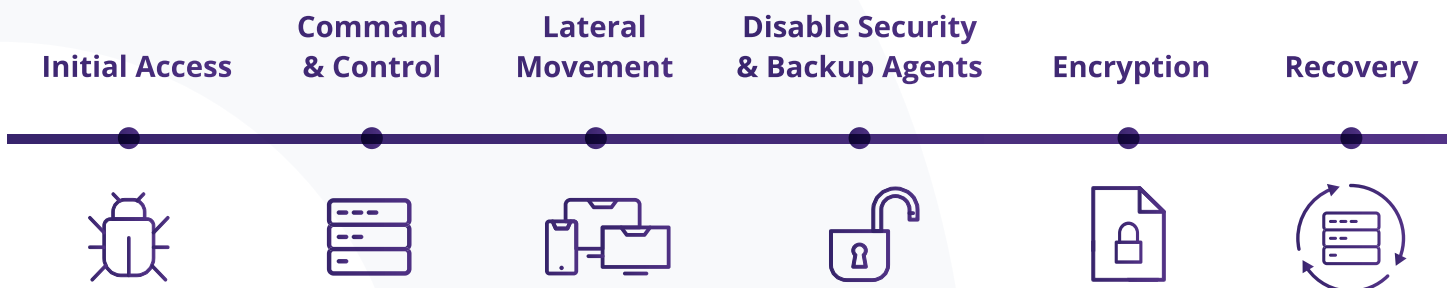 Initial Access
Command
& Control
Lateral
Movement
Disable Security
& Backup Agents
Encryption
Recovery